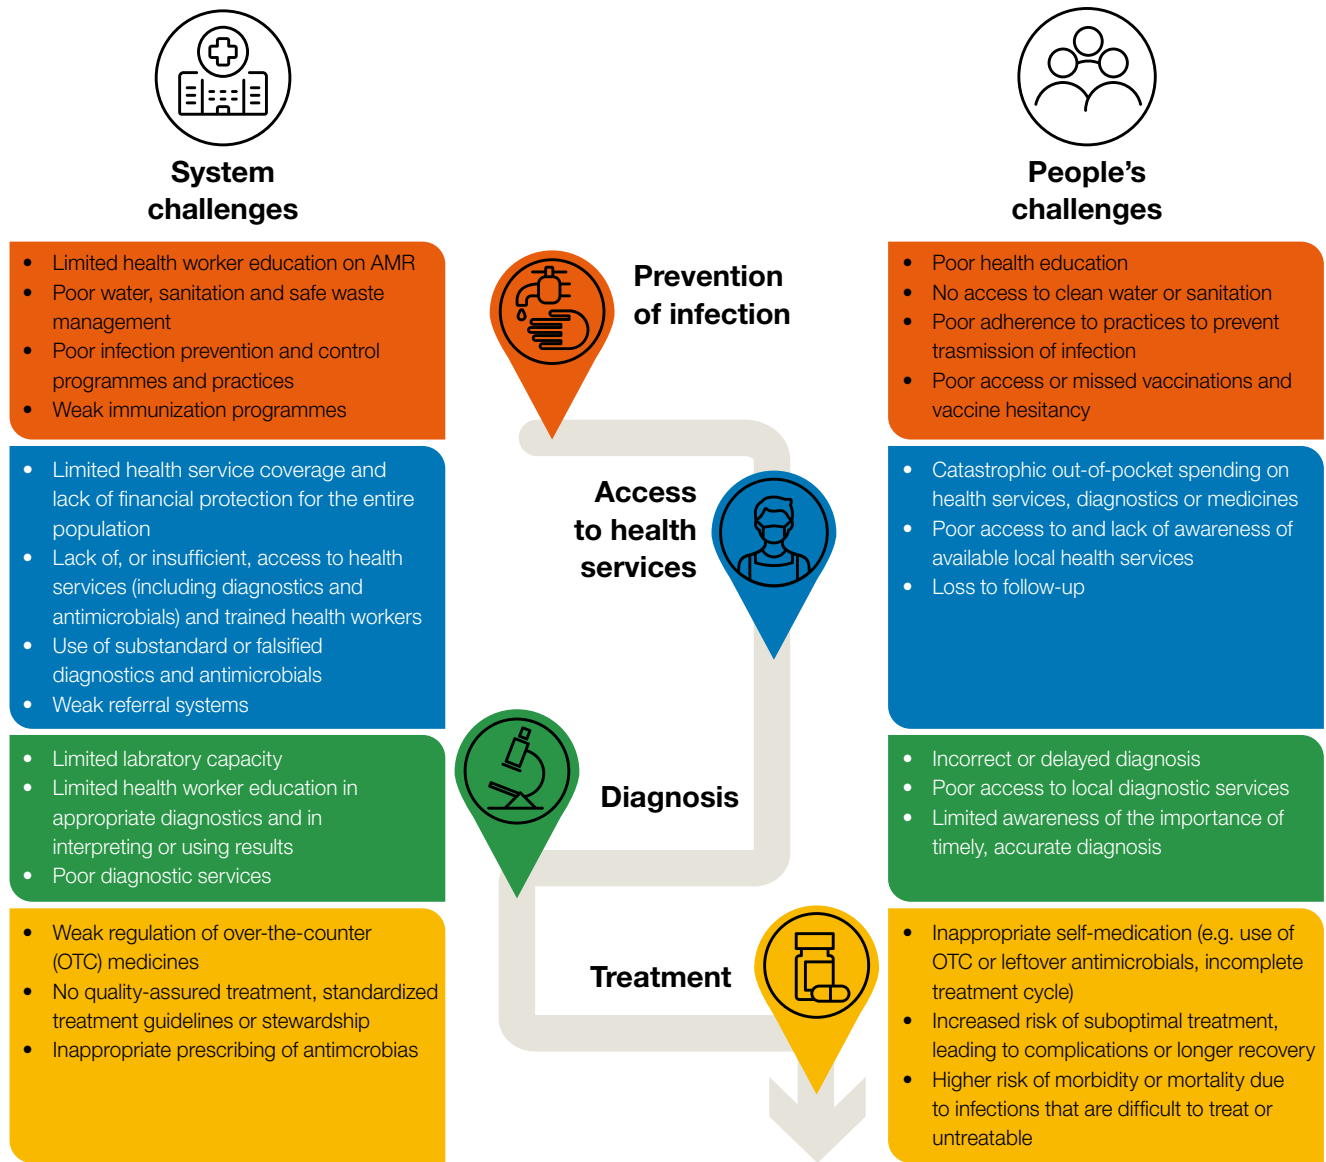 System
challenges
People's
challenges
• Limited health worker education on AMR
• Poor water, sanitation and safe waste
management
• Poor infection prevention and control
programmes and practices
• Weak immunization programmes
Prevention
of infection
• Poor health education
• No access to clean water or sanitation
• Poor adherence to practices to prevent
trasmission of infection
• Poor access or missed vaccinations and
vaccine hesitancy
• Limited health service coverage and
lack of financial protection for the entire
population
• Lack of, or insufficient, access to health
services (including diagnostics and
antimicrobials) and trained health workers
• Use of substandard or falsified
diagnostics and antimicrobials
• Weak referral systems
Access
to health
services
• Catastrophic out-of-pocket spending on
health services, diagnostics or medicines
• Poor access to and lack of awareness of
available local health services
• Loss to follow-up
• Limited labratory capacity
• Limited health worker education in
appropriate diagnostics and in
interpreting or using results
• Poor diagnostic services
Diagnosis
• Incorrect or delayed diagnosis
• Poor access to local diagnostic services
• Limited awareness of the importance of
timely, accurate diagnosis
• Weak regulation of over-the-counter
(OTC) medicines
• No quality-assured treatment, standardized
treatment guidelines or stewardship
• Inappropriate prescribing of antimcrobias
Treatment
• Inappropriate self-medication (e.g. use of
OTC or leftover antimicrobials, incomplete
treatment cycle)
• Increased risk of suboptimal treatment,
leading to complications or longer recovery
• Higher risk of morbidity or mortality due
to infections that are difficult to treat or
untreatable